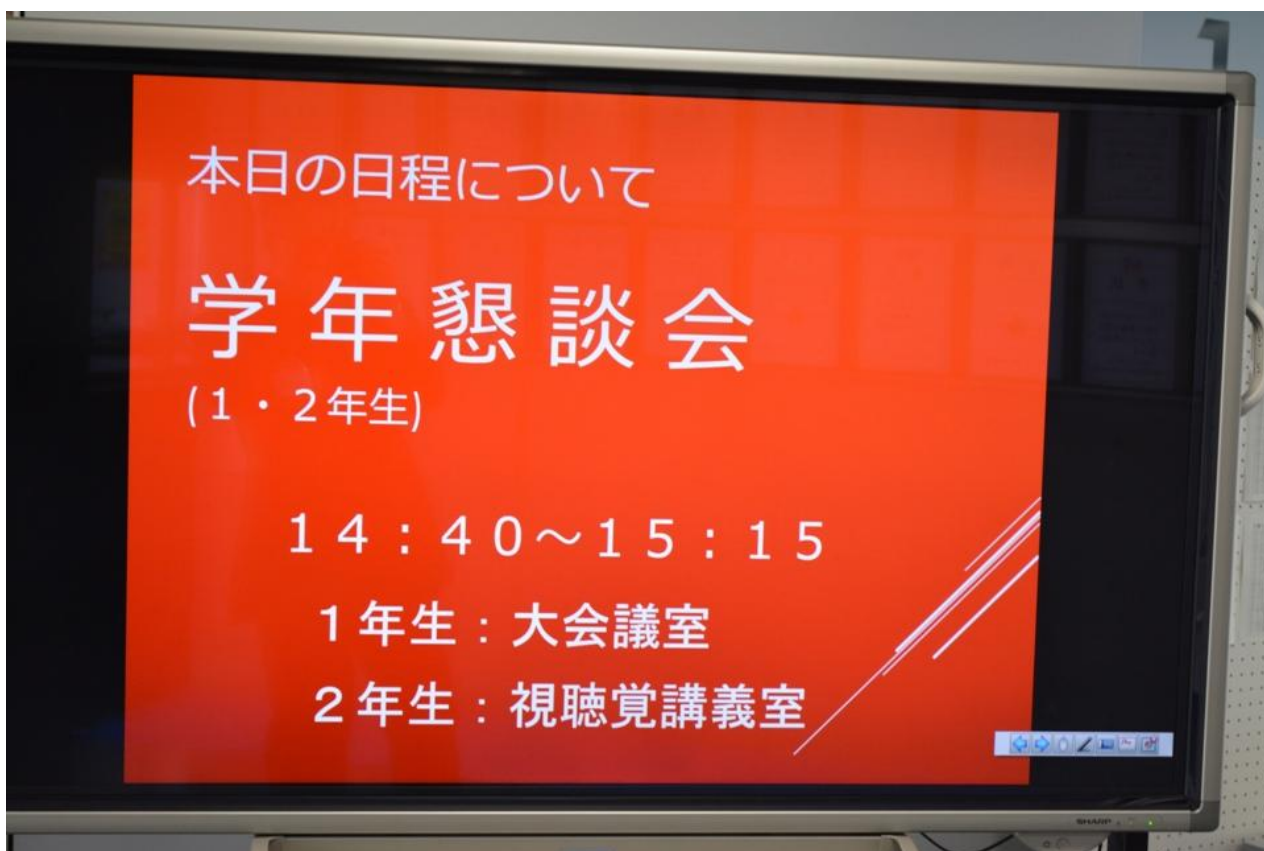 本日の日程について
学年懇談会
(１・２年生)
１４：４０～１５：１５
１年生：大会議室
２年生：視聴覚講義室
SHARP